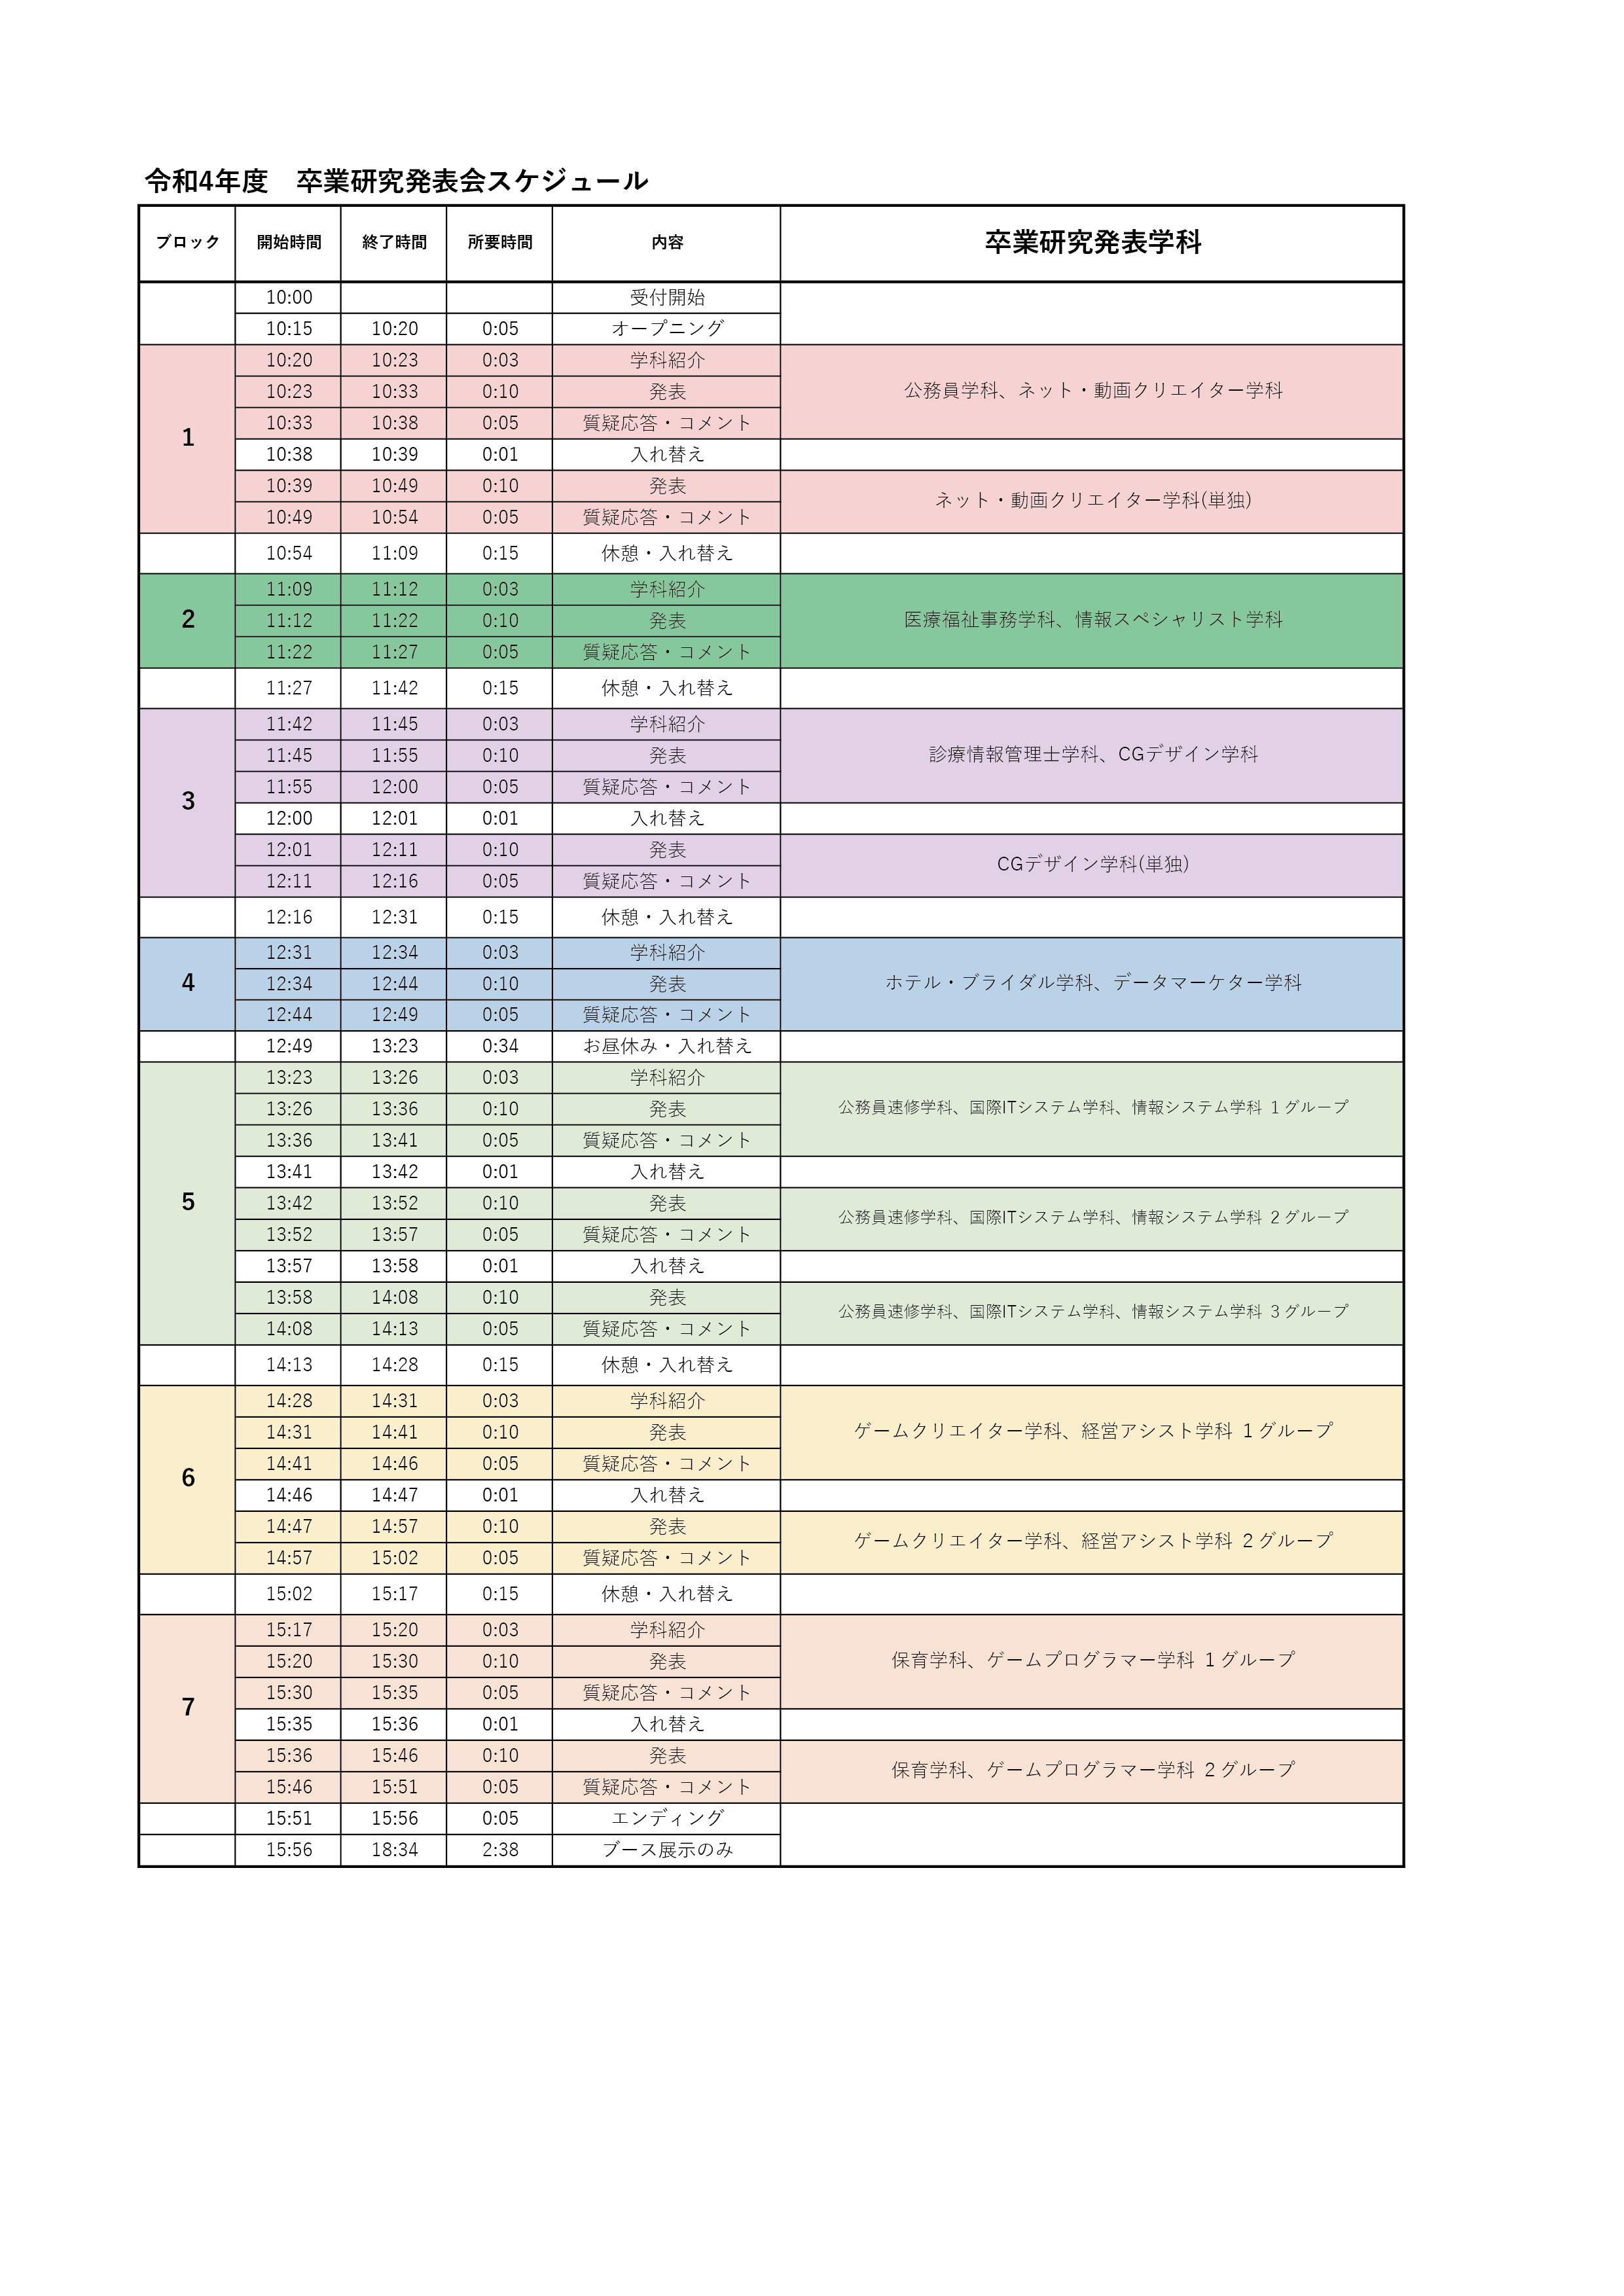 令和4年度　卒業研究発表会スケジュール
ブロック 開始時間 終了時間 所要時間 内容 卒業研究発表学科
10:00 受付開始
10:15 10:20 0:05 オープニング
1
10:20 10:23 0:03 学科紹介
10:23 10:33 0:10 発表 公務員学科、ネット・動画クリエイター学科
10:33 10:38 0:05 質疑応答・コメント
10:38 10:39 0:01 入れ替え
10:39 10:49 0:10 発表 ネット・動画クリエイター学科(単独)
10:49 10:54 0:05 質疑応答・コメント
10:54 11:09 0:15 休憩・入れ替え
2
11:09 11:12 0:03 学科紹介
11:12 11:22 0:10 発表 医療福祉事務学科、情報スペシャリスト学科
11:22 11:27 0:05 質疑応答・コメント
11:27 11:42 0:15 休憩・入れ替え
3
11:42 11:45 0:03 学科紹介
11:45 11:55 0:10 発表 診療情報管理士学科、CGデザイン学科
11:55 12:00 0:05 質疑応答・コメント
12:00 12:01 0:01 入れ替え
12:01 12:11 0:10 発表 CGデザイン学科(単独)
12:11 12:16 0:05 質疑応答・コメント
12:16 12:31 0:15 休憩・入れ替え
4
12:31 12:34 0:03 学科紹介
12:34 12:44 0:10 発表 ホテル・ブライダル学科、データマーケター学科
12:44 12:49 0:05 質疑応答・コメント
12:49 13:23 0:34 お昼休み・入れ替え
5
13:23 13:26 0:03 学科紹介
13:26 13:36 0:10 発表 公務員速修学科、国際ITシステム学科、情報システム学科 １グループ
13:36 13:41 0:05 質疑応答・コメント
13:41 13:42 0:01 入れ替え
13:42 13:52 0:10 発表 公務員速修学科、国際ITシステム学科、情報システム学科 ２グループ
13:52 13:57 0:05 質疑応答・コメント
13:57 13:58 0:01 入れ替え
13:58 14:08 0:10 発表 公務員速修学科、国際ITシステム学科、情報システム学科 ３グループ
14:08 14:13 0:05 質疑応答・コメント
14:13 14:28 0:15 休憩・入れ替え
6
14:28 14:31 0:03 学科紹介
14:31 14:41 0:10 発表 ゲームクリエイター学科、経営アシスト学科 １グループ
14:41 14:46 0:05 質疑応答・コメント
14:46 14:47 0:01 入れ替え
14:47 14:57 0:10 発表 ゲームクリエイター学科、経営アシスト学科 ２グループ
14:57 15:02 0:05 質疑応答・コメント
15:02 15:17 0:15 休憩・入れ替え
7
15:17 15:20 0:03 学科紹介
15:20 15:30 0:10 発表 保育学科、ゲームプログラマー学科 １グループ
15:30 15:35 0:05 質疑応答・コメント
15:35 15:36 0:01 入れ替え
15:36 15:46 0:10 発表 保育学科、ゲームプログラマー学科 ２グループ
15:46 15:51 0:05 質疑応答・コメント
15:51 15:56 0:05 エンディング
15:56 18:34 2:38 ブース展示のみ